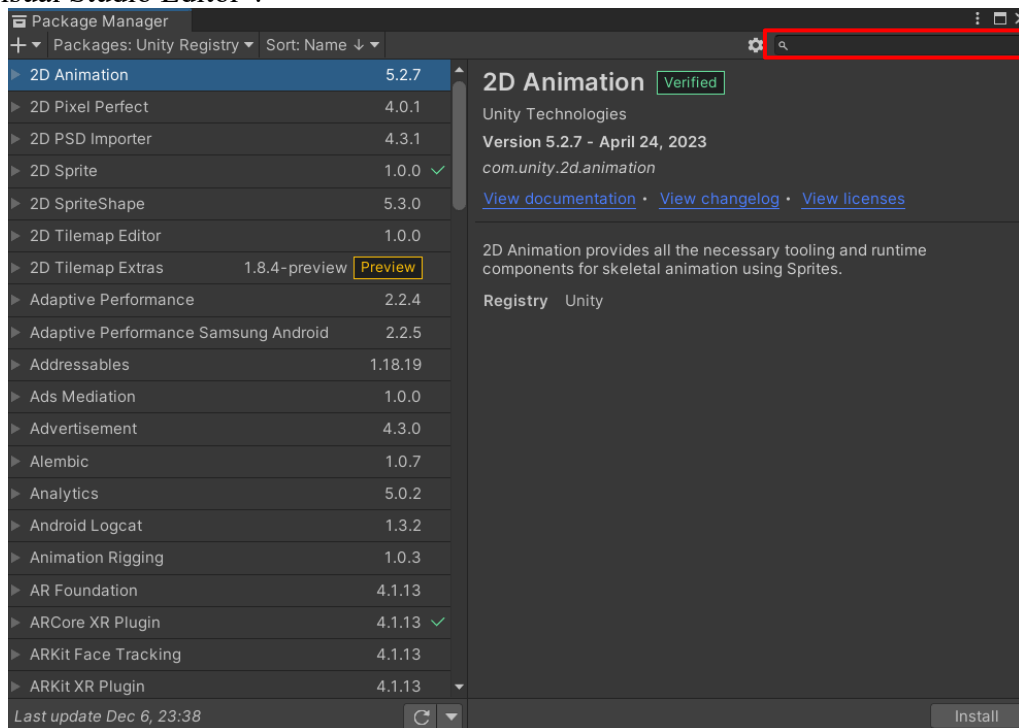 isual Studio Editor".
Package Manager
Packages: Unity Registry Sort: Name ↓
2D Animation 5.2.7
2D Pixel Perfect 4.0.1
2D PSD Importer 4.3.1
2D Sprite 1.0.0 ✓
2D SpriteShape 5.3.0
2D Tilemap Editor 1.0.0
2D Tilemap Extras 1.8.4-preview Preview
Adaptive Performance 2.2.4
Adaptive Performance Samsung Android 2.2.5
Addressables 1.18.19
Ads Mediation 1.0.0
Advertisement 4.3.0
Alembic 1.0.7
Analytics 5.0.2
Android Logcat 1.3.2
Animation Rigging 1.0.3
AR Foundation 4.1.13
ARCore XR Plugin 4.1.13 ✓
ARKit Face Tracking 4.1.13
ARKit XR Plugin 4.1.13
Last update Dec 6, 23:38
2D Animation Verified
Unity Technologies
Version 5.2.7 - April 24, 2023
com.unity.2d.animation
View documentation • View changelog • View licenses
2D Animation provides all the necessary tooling and runtime
components for skeletal animation using Sprites.
Registry Unity
Install